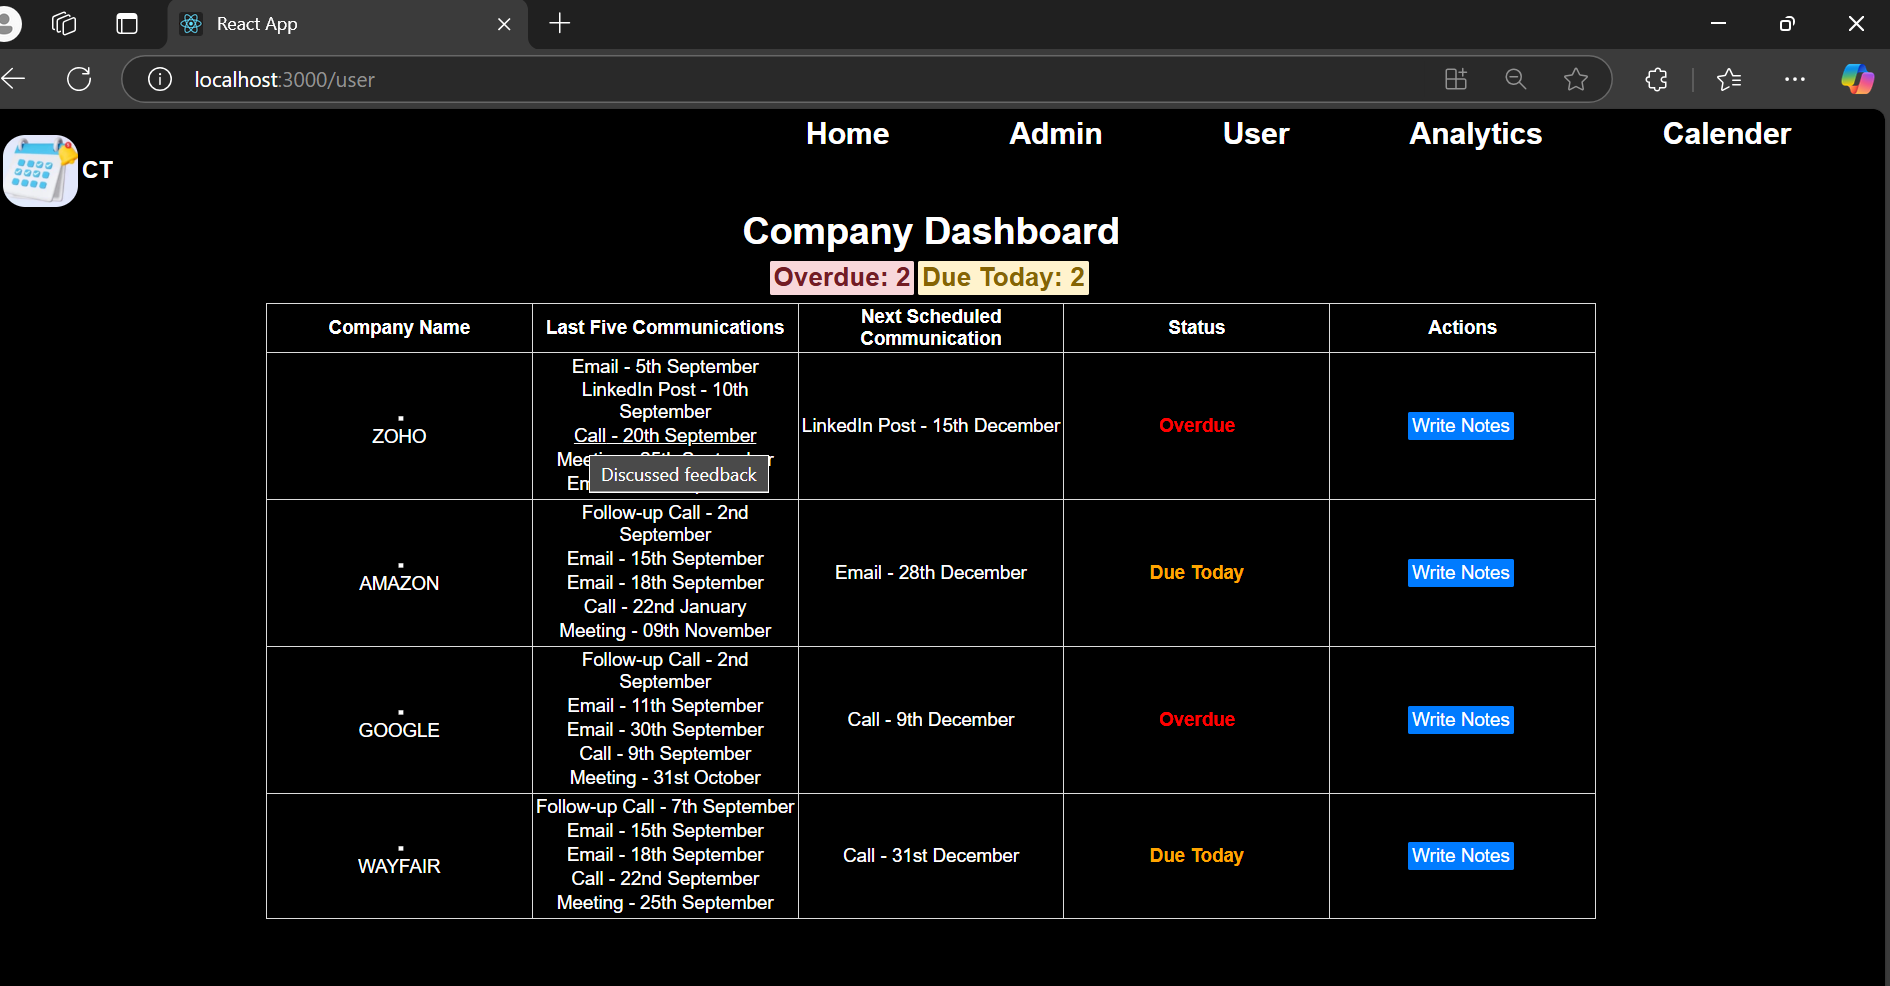 React App
localhost:3000/user
Home Admin User Analytics Calender
CT
Company Dashboard
Overdue: 2 Due Today: 2
Company Name
Last Five Communications
Next Scheduled
Communication
Status
Actions
ZOHO
Email - 5th September
LinkedIn Post - 10th
September
Call - 20th September
Discussed feedback
LinkedIn Post - 15th December
Overdue
Write Notes
AMAZON
Follow-up Call - 2nd
September
Email - 15th September
Email - 18th September
Call - 22nd January
Meeting - 09th November
Email - 28th December
Due Today
Write Notes
GOOGLE
Follow-up Call - 2nd
September
Email - 11th September
Email - 30th September
Call - 9th September
Meeting - 31st October
Call - 9th December
Overdue
Write Notes
WAYFAIR
Follow-up Call - 7th September
Email - 15th September
Email - 18th September
Call - 22nd September
Meeting - 25th September
Call - 31st December
Due Today
Write Notes